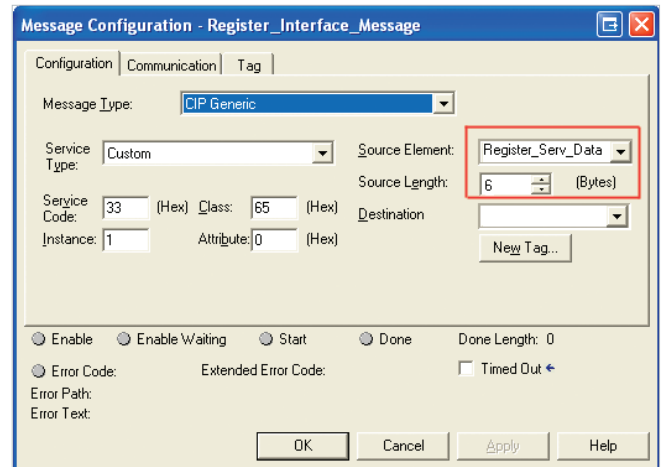 Message Configuration - Register_Interface_Message
Configuration Communication Tag
Message Type: CIP Generic
Service Type: Custom
Source Element: Register_Serv_Data
Source Length: 6 (Bytes)
Service Code: 33 (Hex) Class: 65 (Hex)
Destination
Instance: 1 Attribute: 0 (Hex)
New Tag...
Enable Enable Waiting Start Done Done Length: 0
Error Code: Extended Error Code: Timed Out
Error Path:
Error Text:
OK Cancel Apply Help